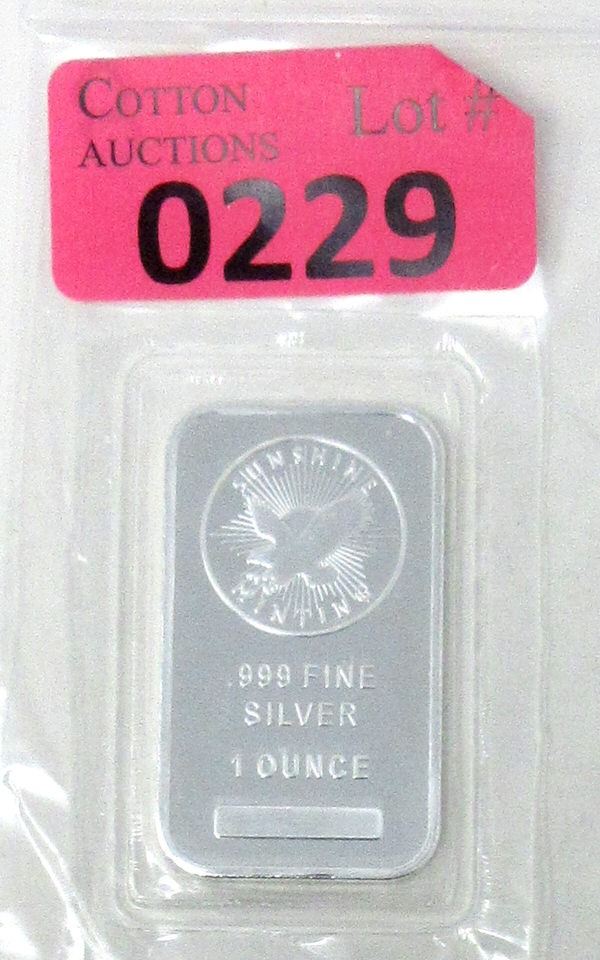 COTTON
AUCTIONS
Lot #
0229
SUNSHINE
MINTING
.999 FINE
SILVER
1 OUNCE